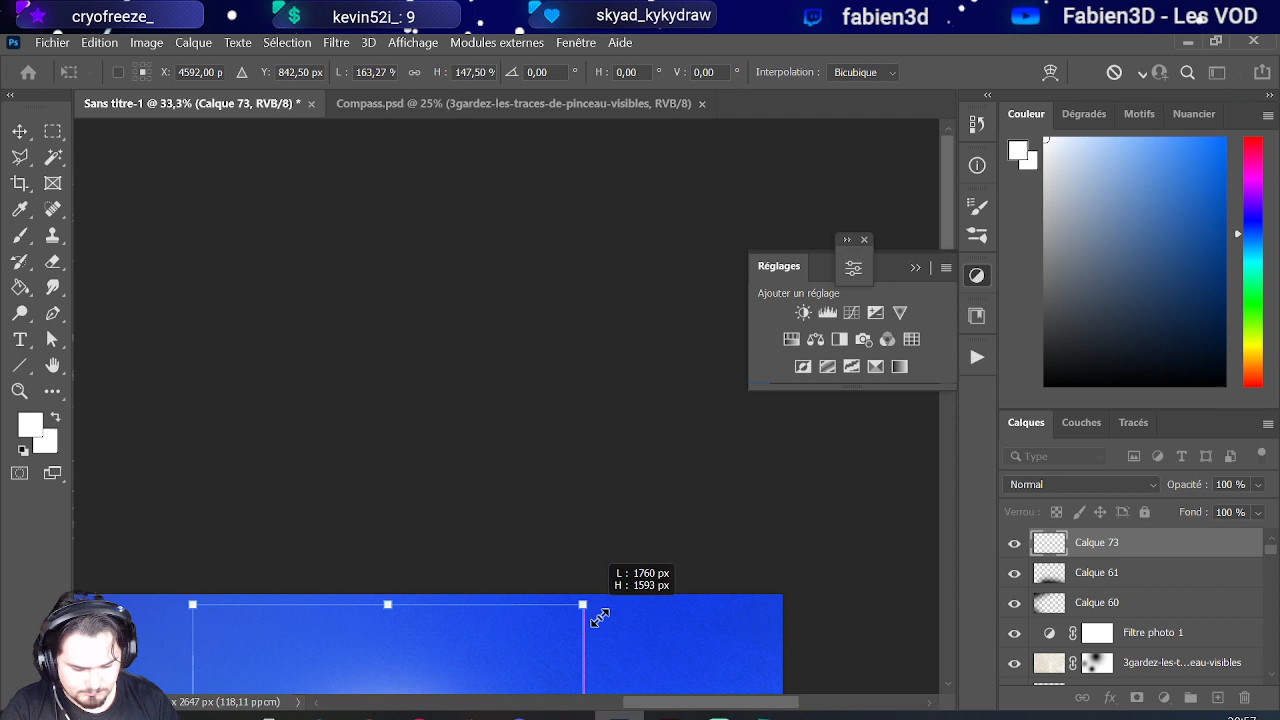 cryofreeze_
kevin52i_: 9
skyad_kykydraw
fabien3d
Fabien3D - Les VOD
Fichier Edition Image Calque Texte Sélection Filtre 3D Affichage Modules externes Fenêtre Aide
X: 4592,00 p Y: 842,50 px L: 163,27 % H: 147,50 % 0,00 ° H: 0,00 ° V: 0,00 ° Interpolation : Bicubique
Sans titre-1 @ 33,3% (Calque 73, RVB/8) * Compass.psd @ 25% (3gardez-les-traces-de-pinceau-visibles, RVB/8)
Couleur Dégradés Motifs Nuancier
Réglages
Ajouter un réglage
Calques Couches Tracés
Type
Normal Opacité : 100 %
Verrou : Fond : 100 %
Calque 73
Calque 61
Calque 60
Filtre photo 1
3gardez-les-t...eau-visibles
L : 1760 px
H : 1593 px
px 2647 px (118,11 ppcm)
20:57